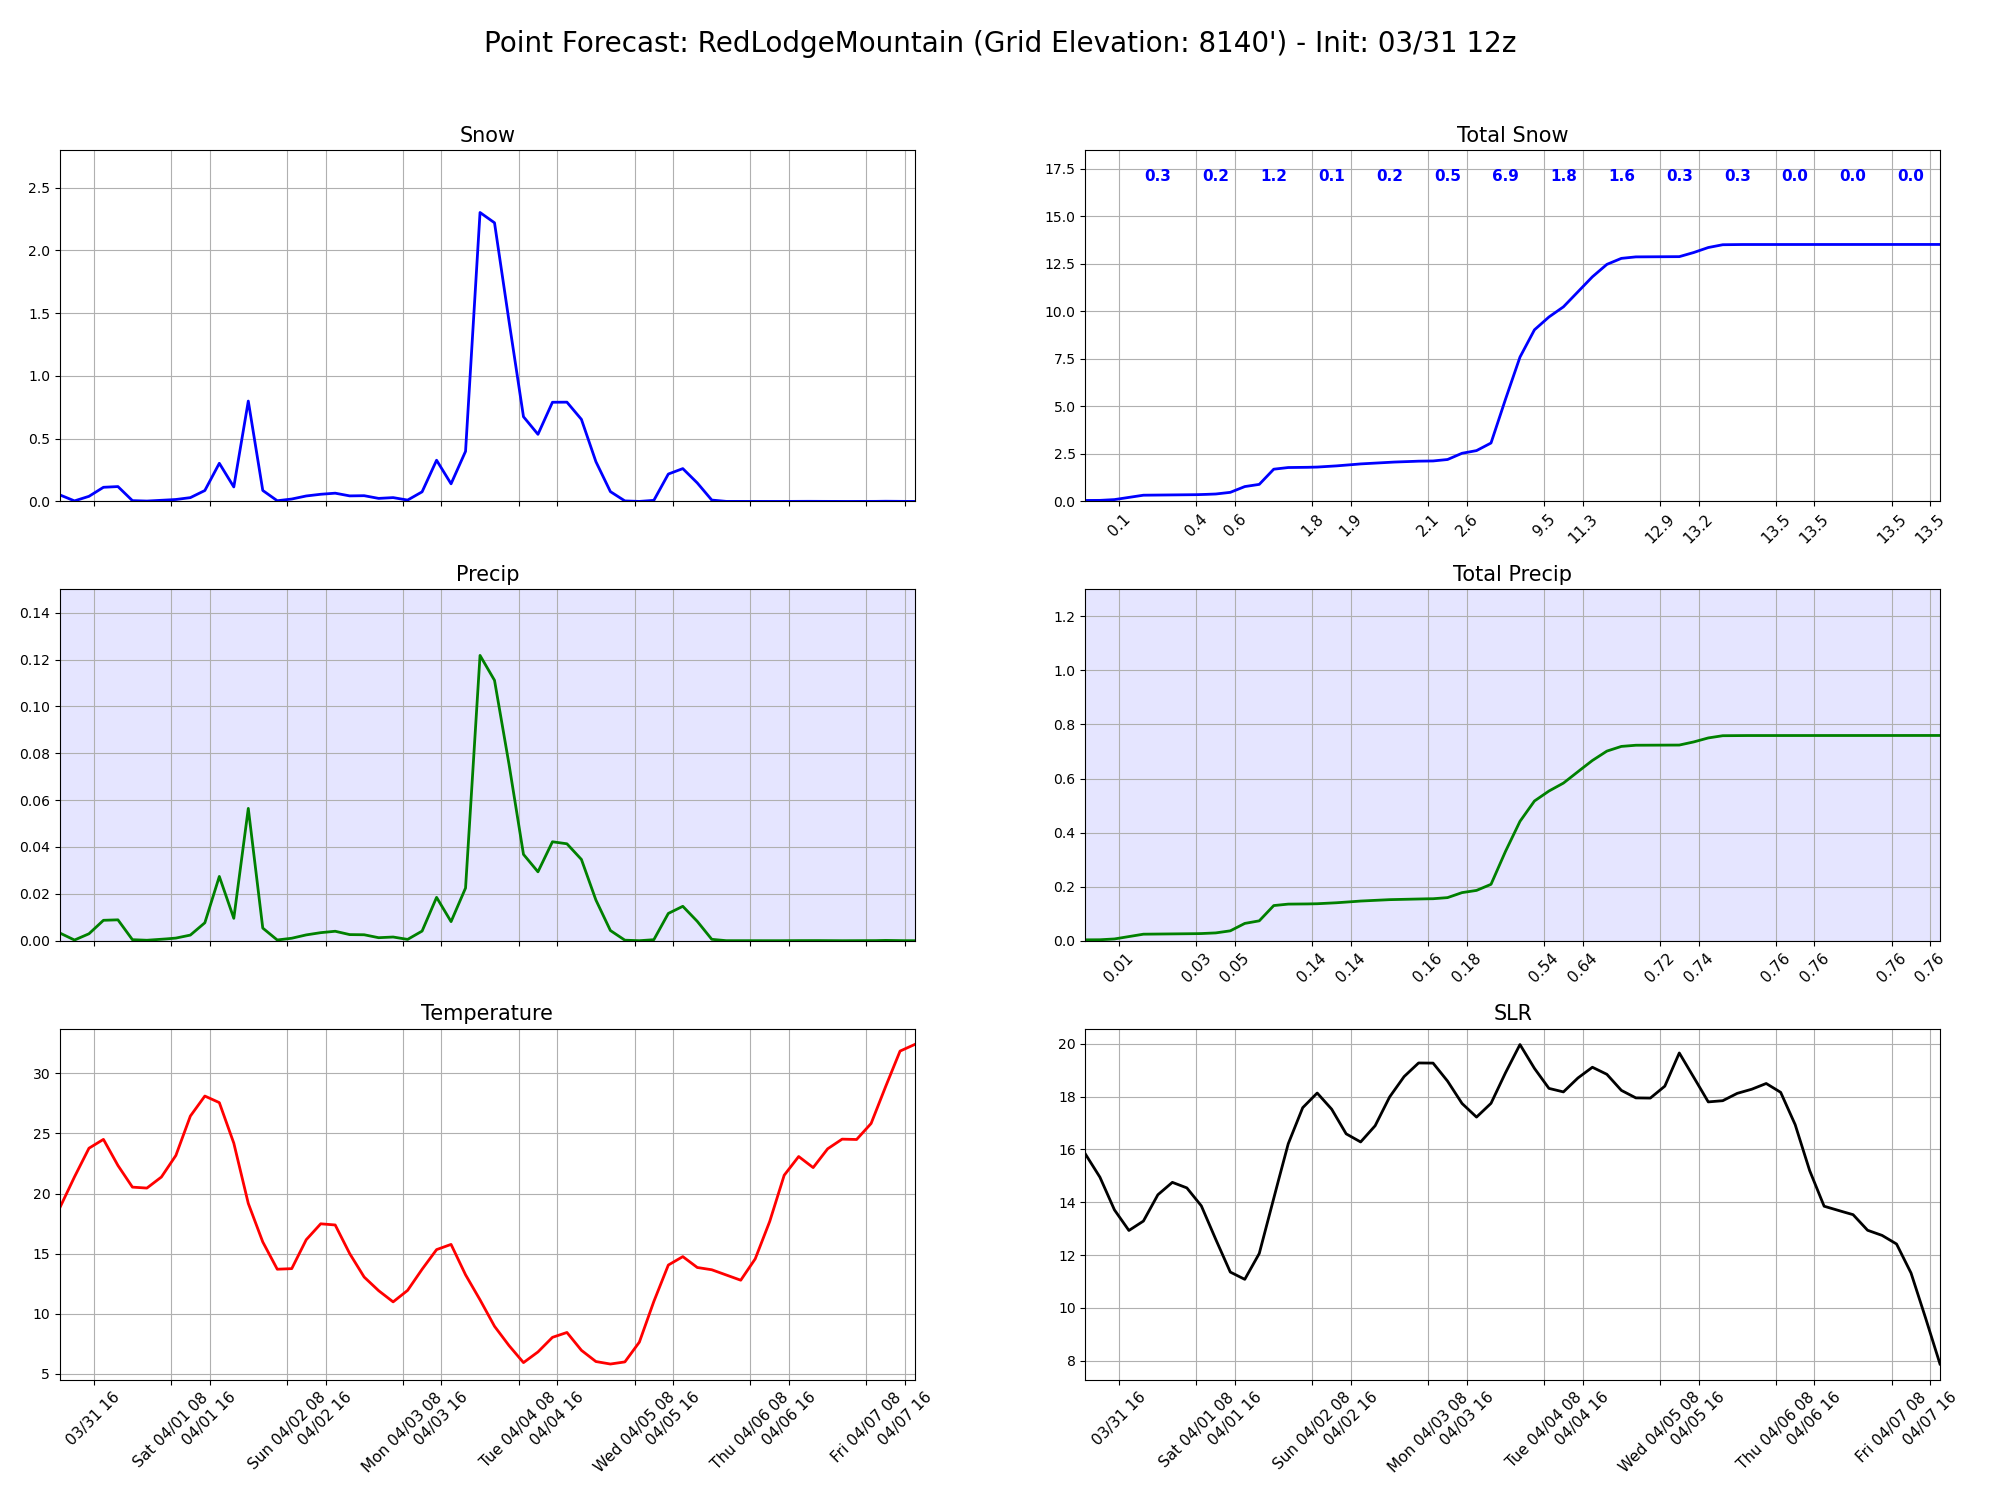 Point Forecast: RedLodgeMountain (Grid Elevation: 8140') - Init: 03/31 12z
Snow
2.5
2.0
1.5
1.0
0.5
0.0
Total Snow
17.5
15.0
12.5
10.0
7.5
5.0
2.5
0.0
0.3 0.2 1.2 0.1 0.2 0.5 6.9 1.8 1.6 0.3 0.3 0.0 0.0 0.0
0.1 0.4 0.6 1.8 1.9 2.1 2.6 9.5 11.3 12.9 13.2 13.5 13.5 13.5 13.5
Precip
0.14
0.12
0.10
0.08
0.06
0.04
0.02
0.00
Total Precip
1.2
1.0
0.8
0.6
0.4
0.2
0.0
0.01 0.03 0.05 0.14 0.14 0.16 0.18 0.54 0.64 0.72 0.74 0.76 0.76 0.76 0.76
Temperature
30
25
20
15
10
5
03/31 16
Sat 04/01 08
04/01 16
Sun 04/02 08
04/02 16
Mon 04/03 08
04/03 16
Tue 04/04 08
04/04 16
Wed 04/05 08
04/05 16
Thu 04/06 08
04/06 16
Fri 04/07 08
04/07 16
SLR
20
18
16
14
12
10
8
03/31 16
Sat 04/01 08
04/01 16
Sun 04/02 08
04/02 16
Mon 04/03 08
04/03 16
Tue 04/04 08
04/04 16
Wed 04/05 08
04/05 16
Thu 04/06 08
04/06 16
Fri 04/07 08
04/07 16